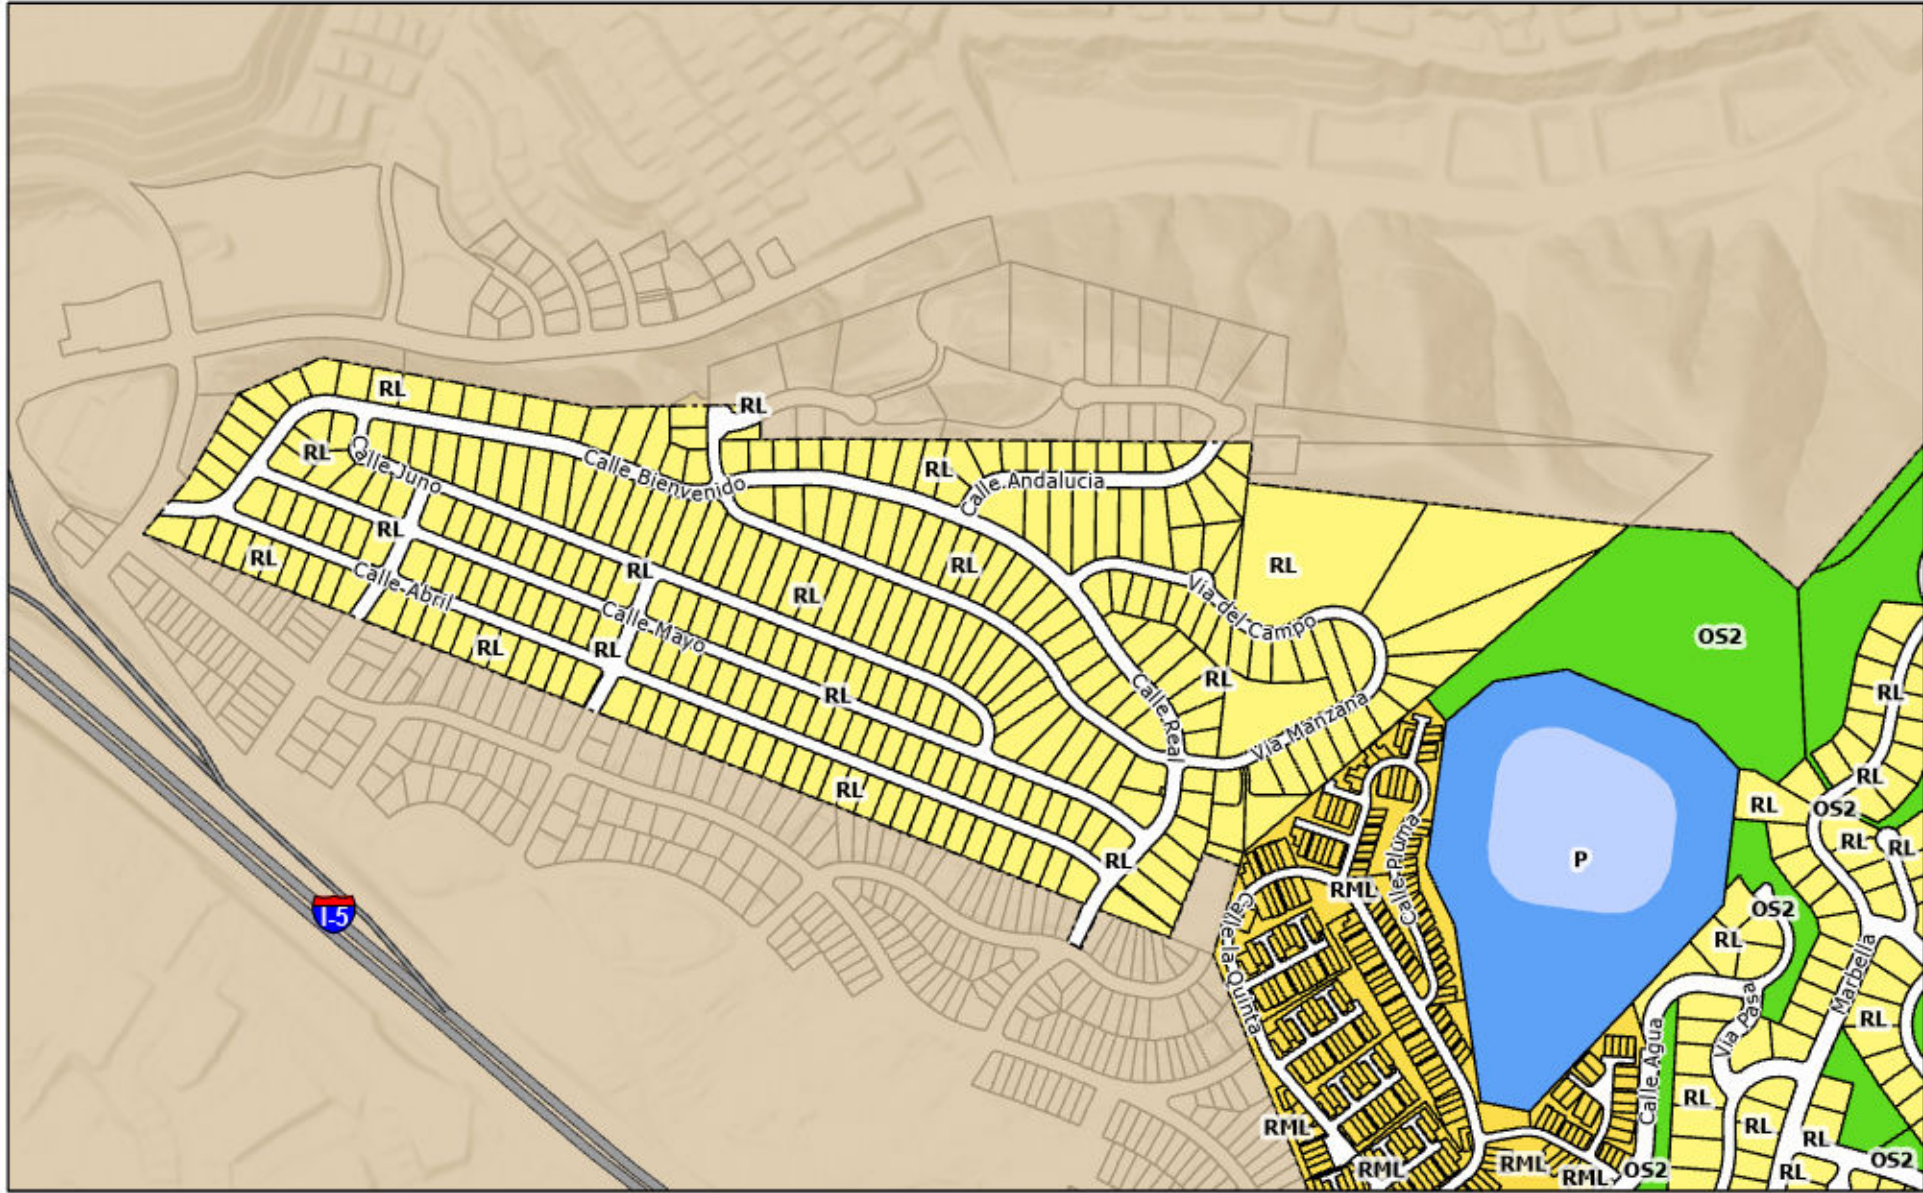 RL
RL
RL
RL
Calle Juno
Calle Bienvenido
Calle Andalucia
RL
RL
RL
RL
RL
OS2
Via del Campo
Calle Abril
Calle Mayo
RL
RL
RL
RL
RL
RL
Calle Real
Via Manzana
RL
RL
OS2
RL
RL
RL
RL
P
RML
Calle Pluma
Calle la Quinta
I-5
OS2
RL
Marbella
Via Pasa
RL
Calle Agua
RL
RL
RL
RML
RML
RML
RML
OS2
RL
OS2